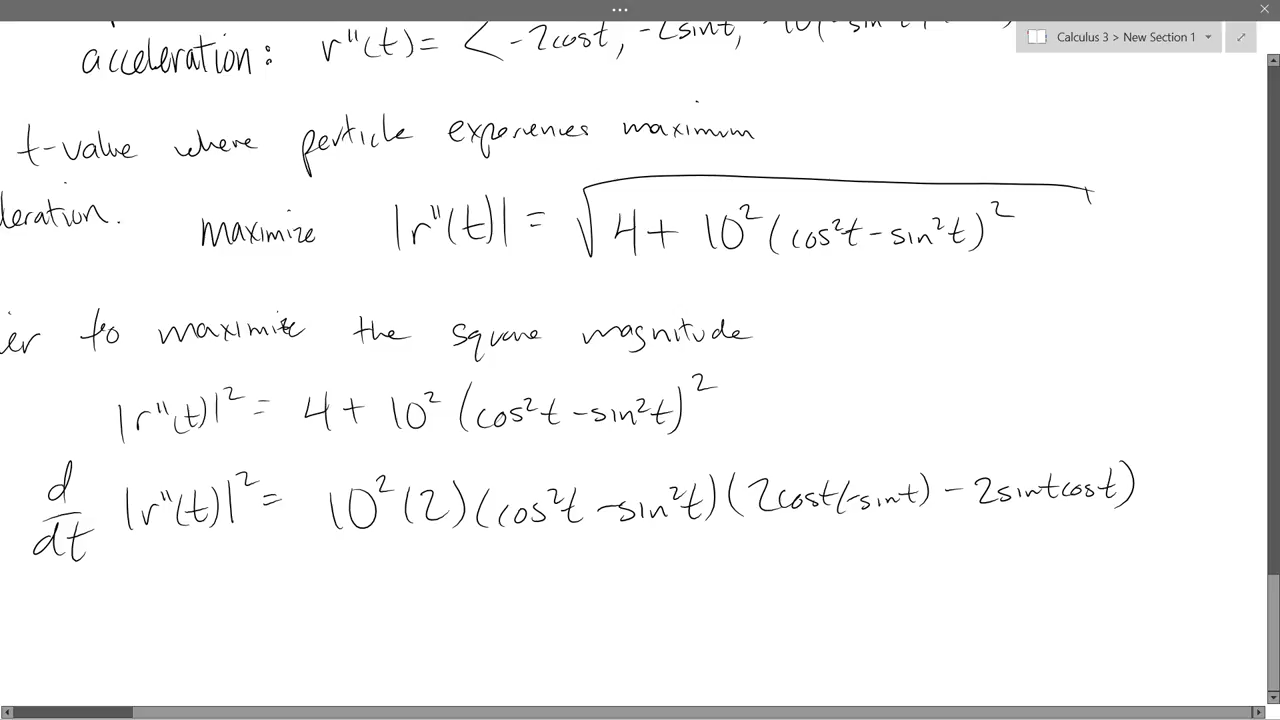 Calculus 3 > New Section 1
acceleration: r''(t) = < -2cost, -2sint,
t-value where particle experiences maximum
leration. maximize |r''(t)| = √(4 + 10²(cos²t - sin²t)²)
ier to maximize the square magnitude
|r''(t)|² = 4 + 10² (cos²t - sin²t)²
d/dt |r''(t)|² = 10²(2)(cos²t - sin²t)(2cost(-sint) - 2sintcost)